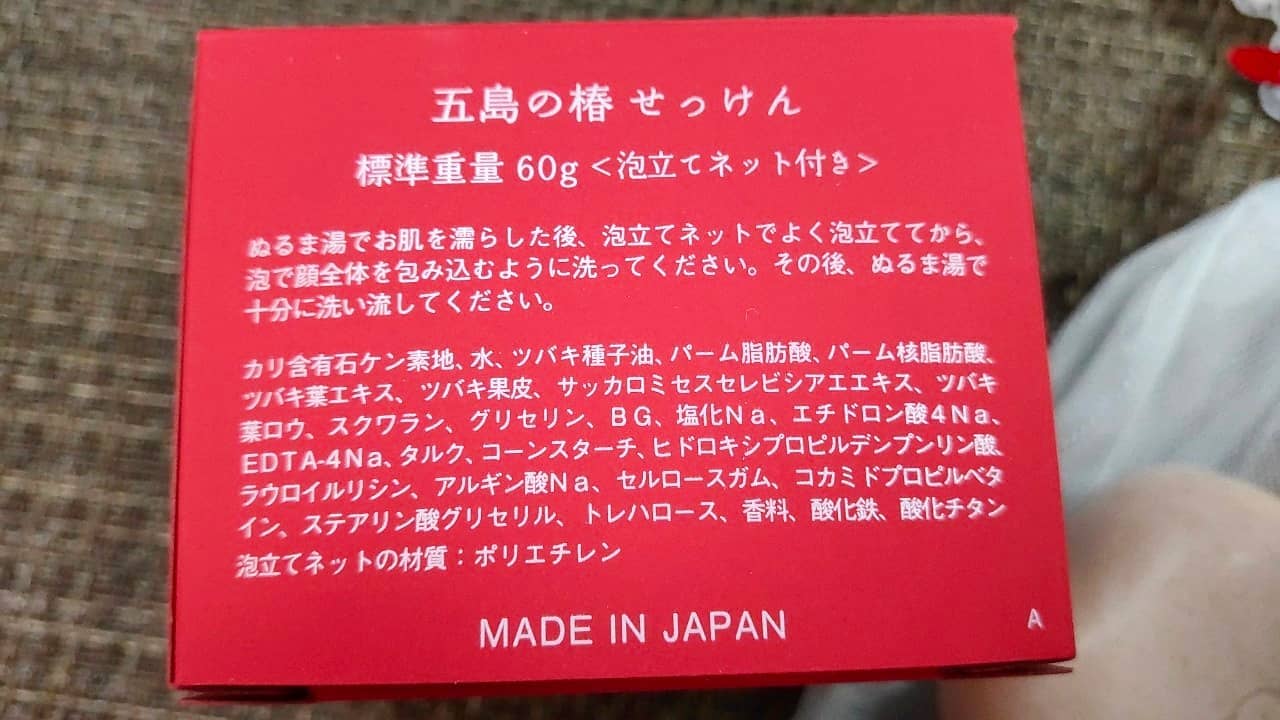 五島の椿 せっけん
標準重量 60g <泡立てネット付き>
ぬるま湯でお肌を濡らした後、泡立てネットでよく泡立ててから、
泡で顔全体を包み込むように洗ってください。その後、ぬるま湯で
十分に洗い流してください。
カリ含有石ケン素地、水、ツバキ種子油、パーム脂肪酸、パーム核脂肪酸、
ツバキ葉エキス、ツバキ果皮、サッカロミセスセレビシアエエキス、ツバキ
葉ロウ、スクワラン、グリセリン、BG、塩化Na、エチドロン酸4Na、
EDTA-4Na、タルク、コーンスターチ、ヒドロキシプロピルデンプンリン酸、
ラウロイルリシン、アルギン酸Na、セルロースガム、コカミドプロピルベタ
イン、ステアリン酸グリセリル、トレハロース、香料、酸化鉄、酸化チタン
泡立てネットの材質：ポリエチレン
MADE IN JAPAN
A